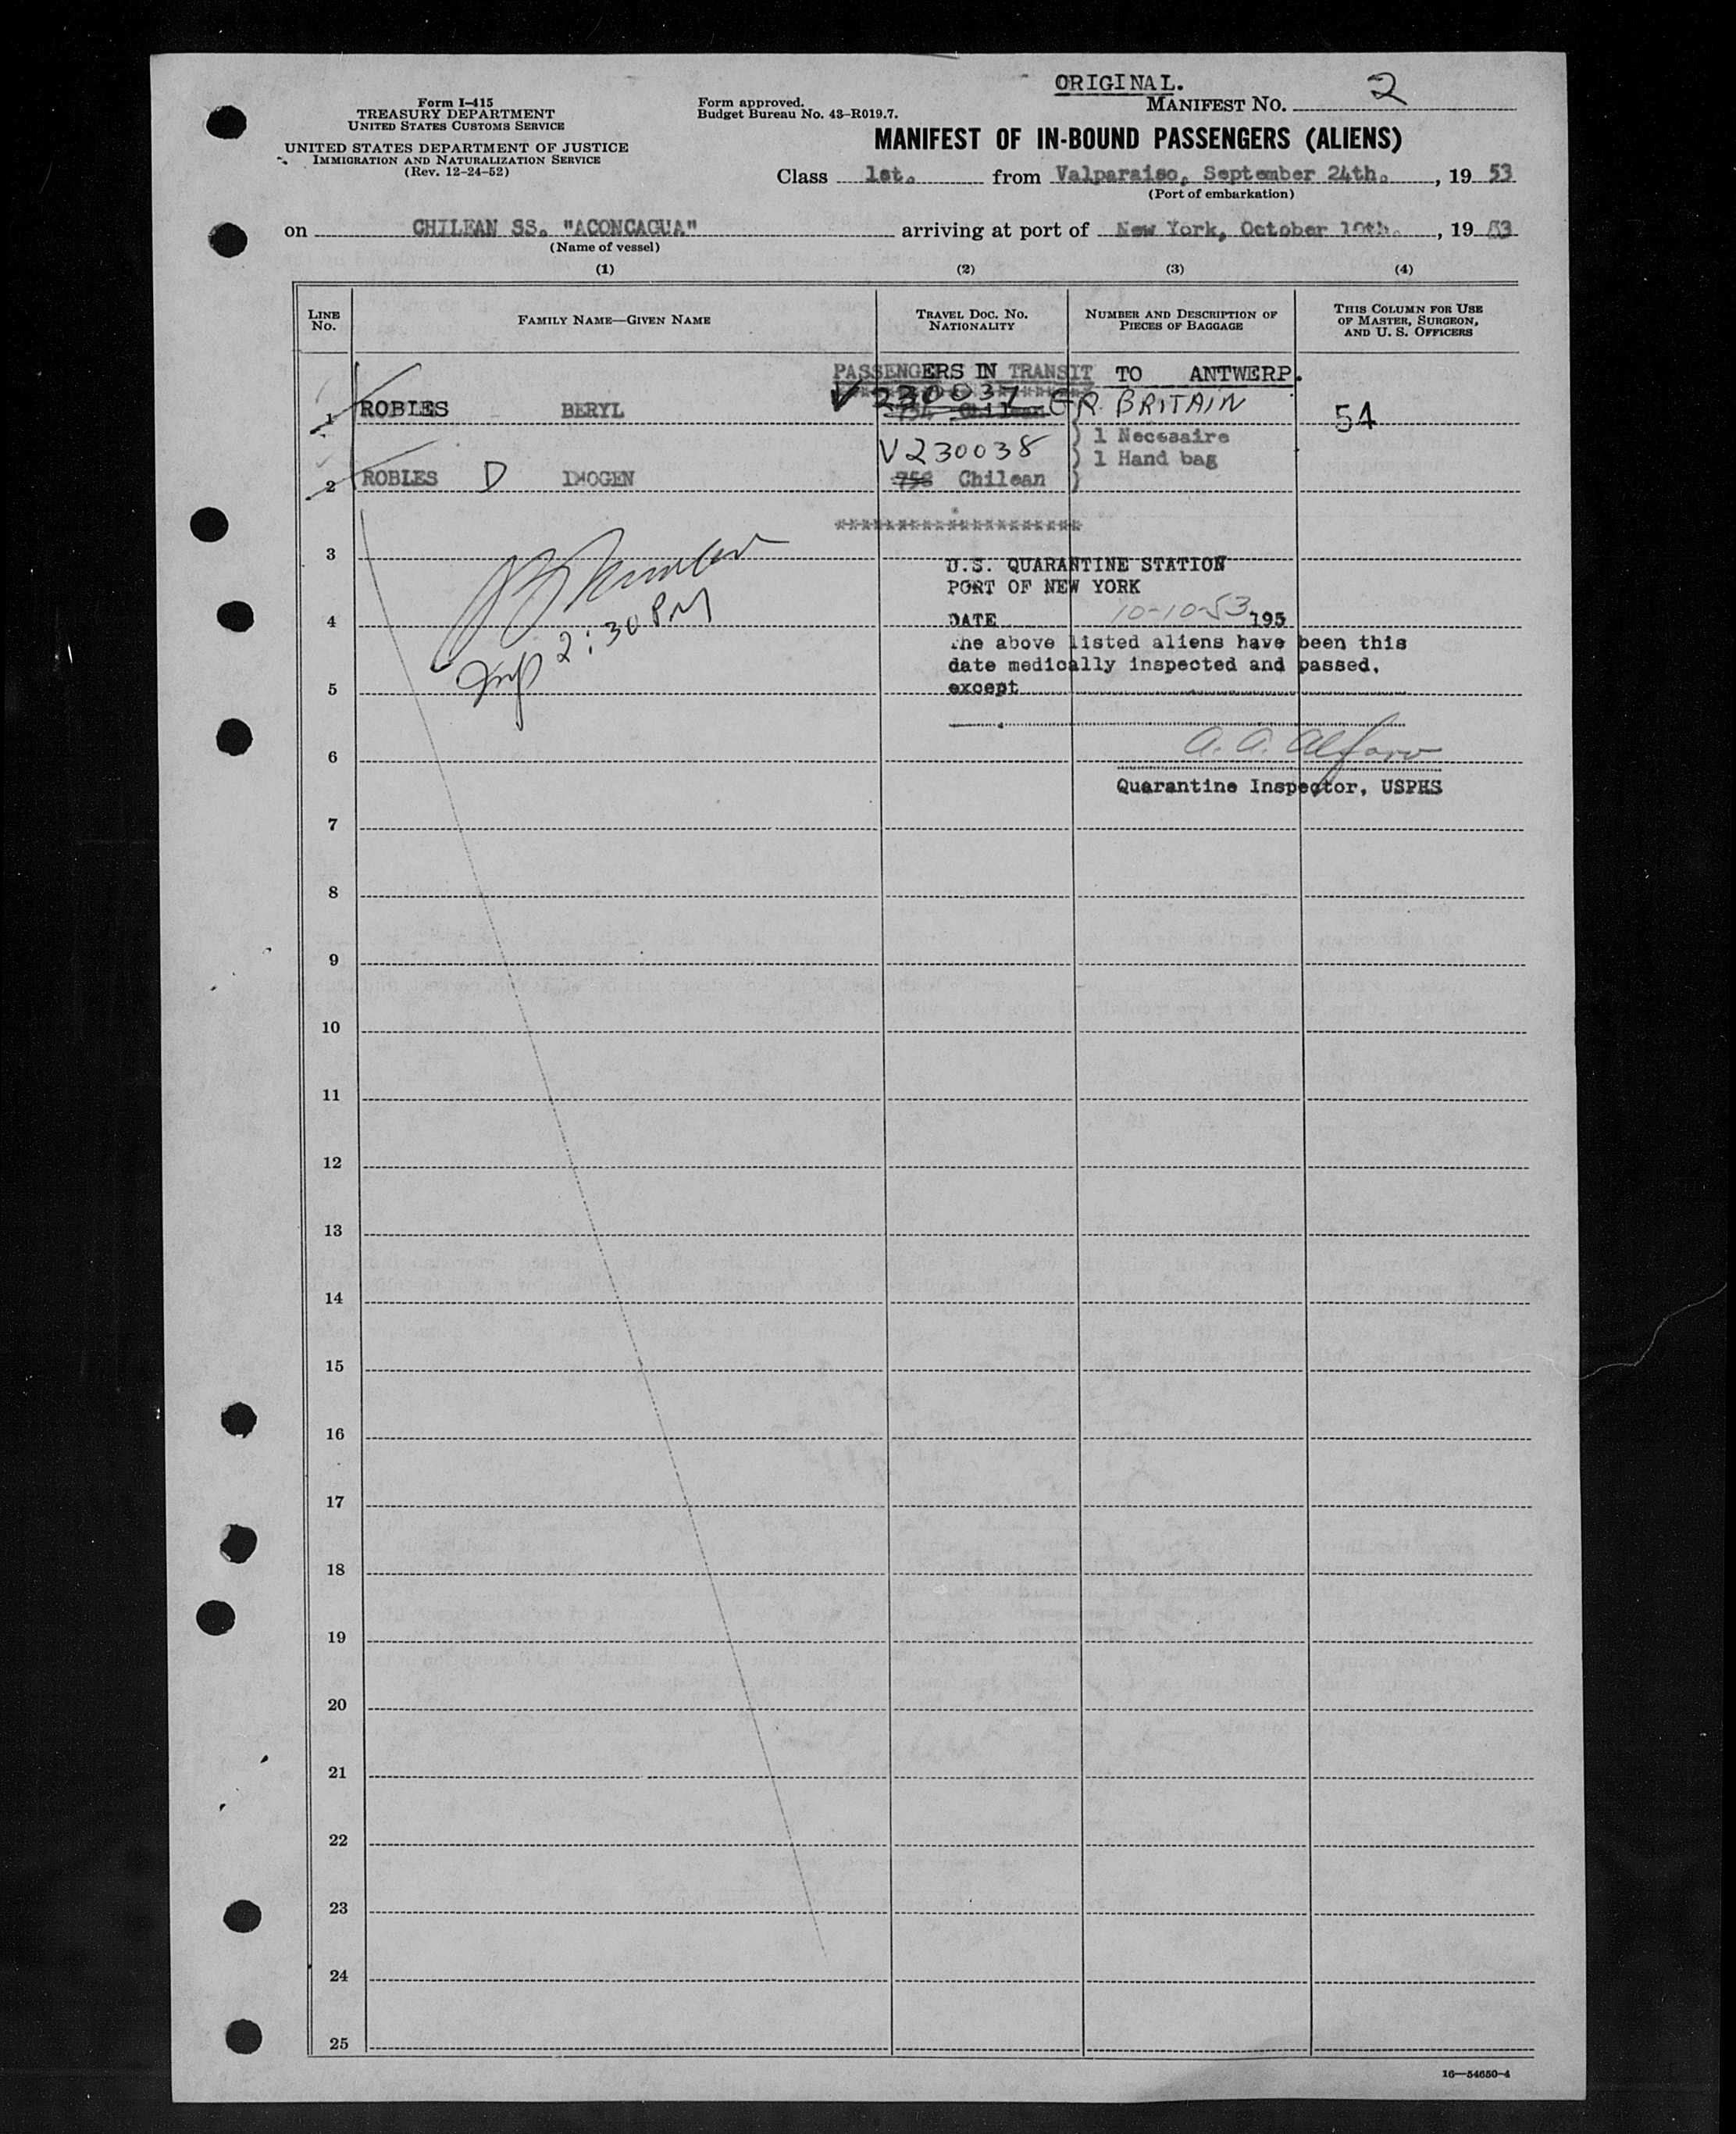 ORIGINAL.
Form I-415
TREASURY DEPARTMENT
UNITED STATES CUSTOMS SERVICE
UNITED STATES DEPARTMENT OF JUSTICE
IMMIGRATION AND NATURALIZATION SERVICE
(Rev. 12-24-52)
Form approved.
Budget Bureau No. 43-R019.7.
MANIFEST NO. 2
MANIFEST OF IN-BOUND PASSENGERS (ALIENS)
Class 1st. from Valparaiso, September 24th. , 19 53
(Port of embarkation)
on CHILEAN SS. "ACONCAGUA" arriving at port of New York, October 10th. , 19 53
(Name of vessel)
(1) (2) (3) (4)
LINE No.
FAMILY NAME—GIVEN NAME
TRAVEL DOC. NO. NATIONALITY
NUMBER AND DESCRIPTION OF PIECES OF BAGGAGE
THIS COLUMN FOR USE OF MASTER, SURGEON, AND U. S. OFFICERS
PASSENGERS IN TRANSIT TO ANTWERP.
V 230037
1 ROBLES - BERYL Chilean GR. BRITAIN 54
V230038 ) 1 Necessaire
) 1 Hand bag
2 ROBLES D IMOGEN 758 Chilean )
********************
3
U.S. QUARANTINE STATION
PORT OF NEW YORK
4
DATE 10-10-53 195
2:30 PM
The above listed aliens have been this
date medically inspected and passed,
5
except
A. A. Alfaro
6
Quarantine Inspector, USPHS
7
8
9
10
11
12
13
14
15
16
17
18
19
20
21
22
23
24
25
16—54650-4